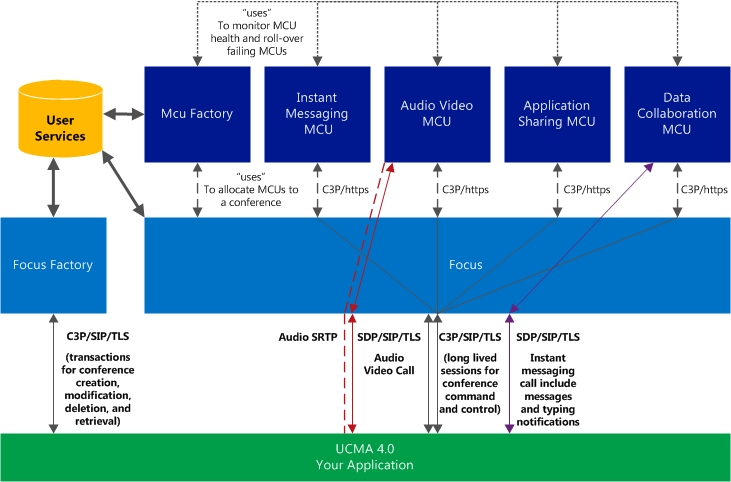 "uses"
To monitor MCU
health and roll-over
failing MCUs
User
Services
Mcu Factory
Instant
Messaging
MCU
Audio Video
MCU
Application
Sharing MCU
Data
Collaboration
MCU
"uses"
To allocate MCUs to
a conference
C3P/https
C3P/https
C3P/https
C3P/https
Focus Factory
Focus
C3P/SIP/TLS
(transactions
for conference
creation,
modification,
deletion, and
retrieval)
Audio SRTP
SDP/SIP/TLS
Audio
Video Call
C3P/SIP/TLS
(long lived
sessions for
conference
command
and control)
SDP/SIP/TLS
Instant
messaging
call include
messages
and typing
notifications
UCMA 4.0
Your Application